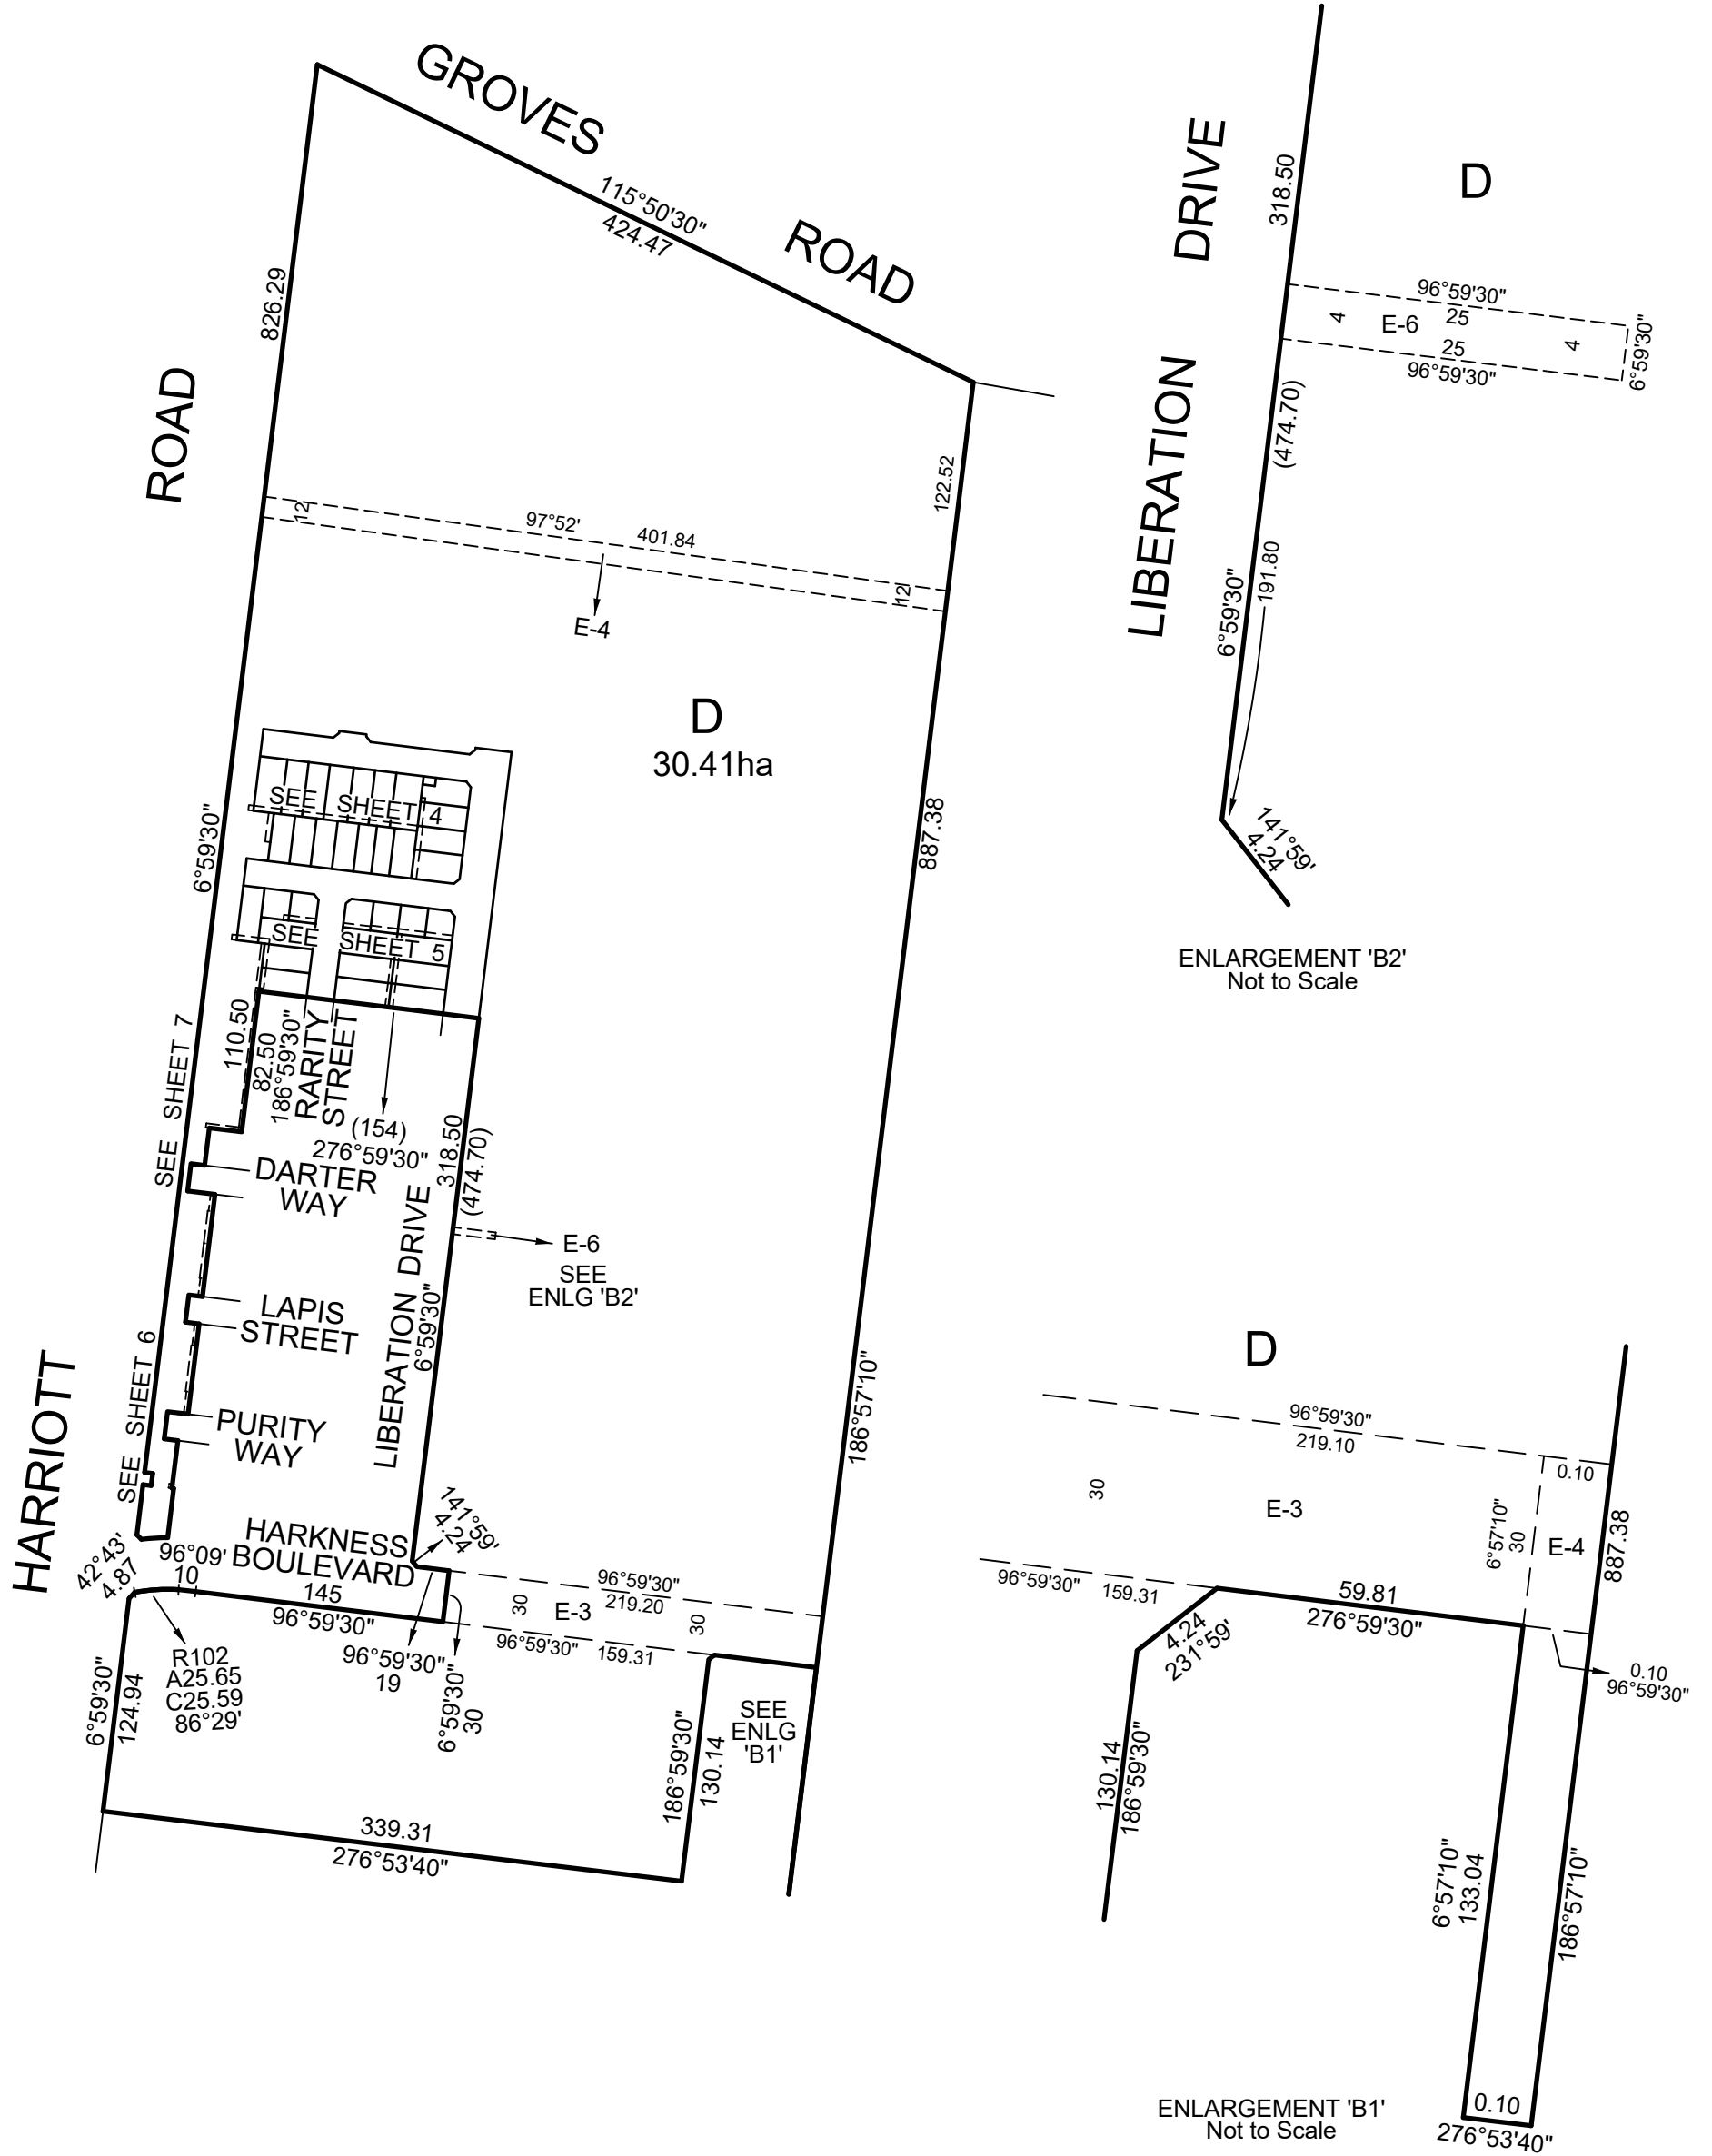 GROVES
ROAD
115°50'30"
424.47
826.29
ROAD
122.52
12
97°52'
401.84
12
E-4
D
30.41ha
887.38
6°59'30"
SEE SHEET 4
SEE SHEET 5
SEE SHEET 7
110.50
82.50
186°59'30"
RARITY
STREET
(154)
276°59'30"
DARTER
WAY
318.50
(474.70)
E-6
SEE
ENLG 'B2'
LIBERATION DRIVE
6°59'30"
LAPIS
STREET
186°57'10"
SEE SHEET 6
PURITY
WAY
HARRIOTT
141°59'
4.24
HARKNESS
BOULEVARD
42°43'
4.87
96°09'
10
145
96°59'30"
96°59'30"
219.20
30
E-3
30
96°59'30"
159.31
R102
A25.65
C25.59
86°29'
96°59'30"
19
6°59'30"
30
6°59'30"
124.94
SEE
ENLG
'B1'
186°59'30"
130.14
339.31
276°53'40"
LIBERATION DRIVE
318.50
D
96°59'30"
25
4
E-6
4
25
96°59'30"
6°59'30"
(474.70)
191.80
6°59'30"
141°59'
4.24
ENLARGEMENT 'B2'
Not to Scale
D
96°59'30"
219.10
0.10
30
E-3
6°57'10"
30
E-4
887.38
96°59'30"
159.31
59.81
276°59'30"
4.24
231°59'
0.10
96°59'30"
130.14
186°59'30"
6°57'10"
133.04
186°57'10"
0.10
276°53'40"
ENLARGEMENT 'B1'
Not to Scale